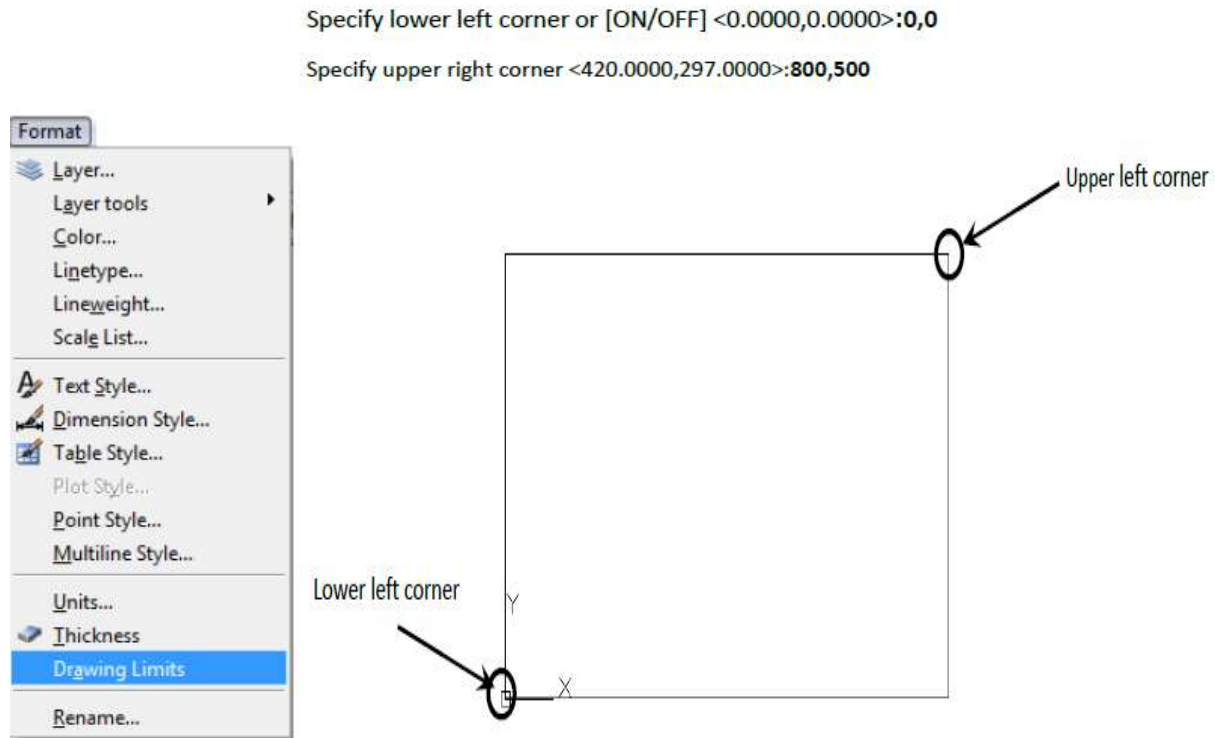 Specify lower left corner or [ON/OFF] <0.0000,0.0000>:0,0
Specify upper right corner <420.0000,297.0000>:800,500
Format
Layer...
Layer tools
Color...
Linetype...
Lineweight...
Scale List...
Text Style...
Dimension Style...
Table Style...
Plot Style...
Point Style...
Multiline Style...
Units...
Thickness
Drawing Limits
Rename...
Upper left corner
Lower left corner
Y
X